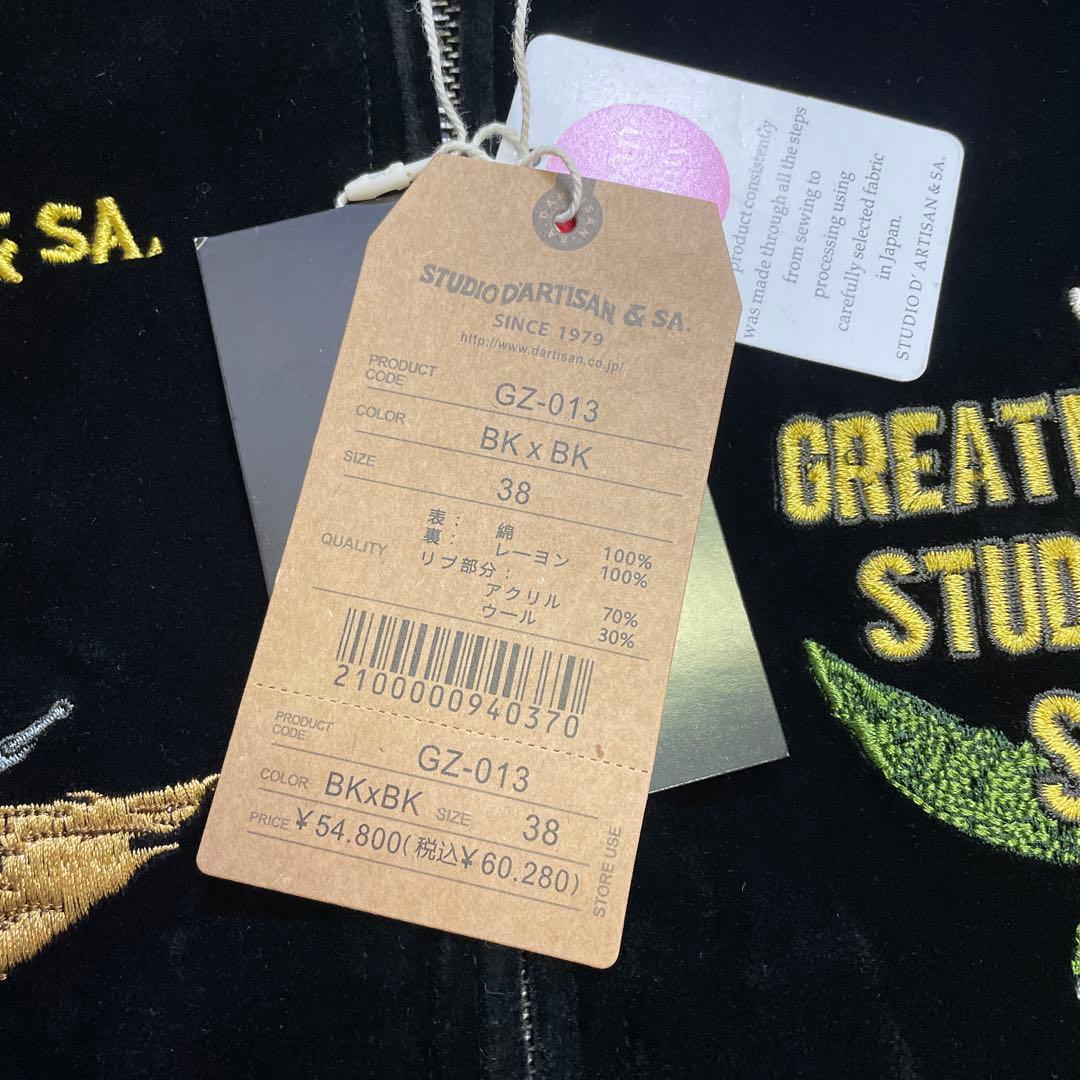 & SA.
STUDIO D'ARTISAN & SA.
SINCE 1979
http://www.dartisan.co.jp/
PRODUCT CODE GZ-013
COLOR BK x BK
SIZE 38
QUALITY
表： 綿 100%
裏： レーヨン 100%
リブ部分：
アクリル 70%
ウール 30%
2100000940370
PRODUCT CODE GZ-013
COLOR BKxBK SIZE 38
PRICE ￥54.800(税込￥60.280)
STORE USE
product consistently
was made through all the steps
from sewing to
processing using
carefully selected fabric
in Japan.
STUDIO D' ARTISAN & SA.
GREAT
STUD
S